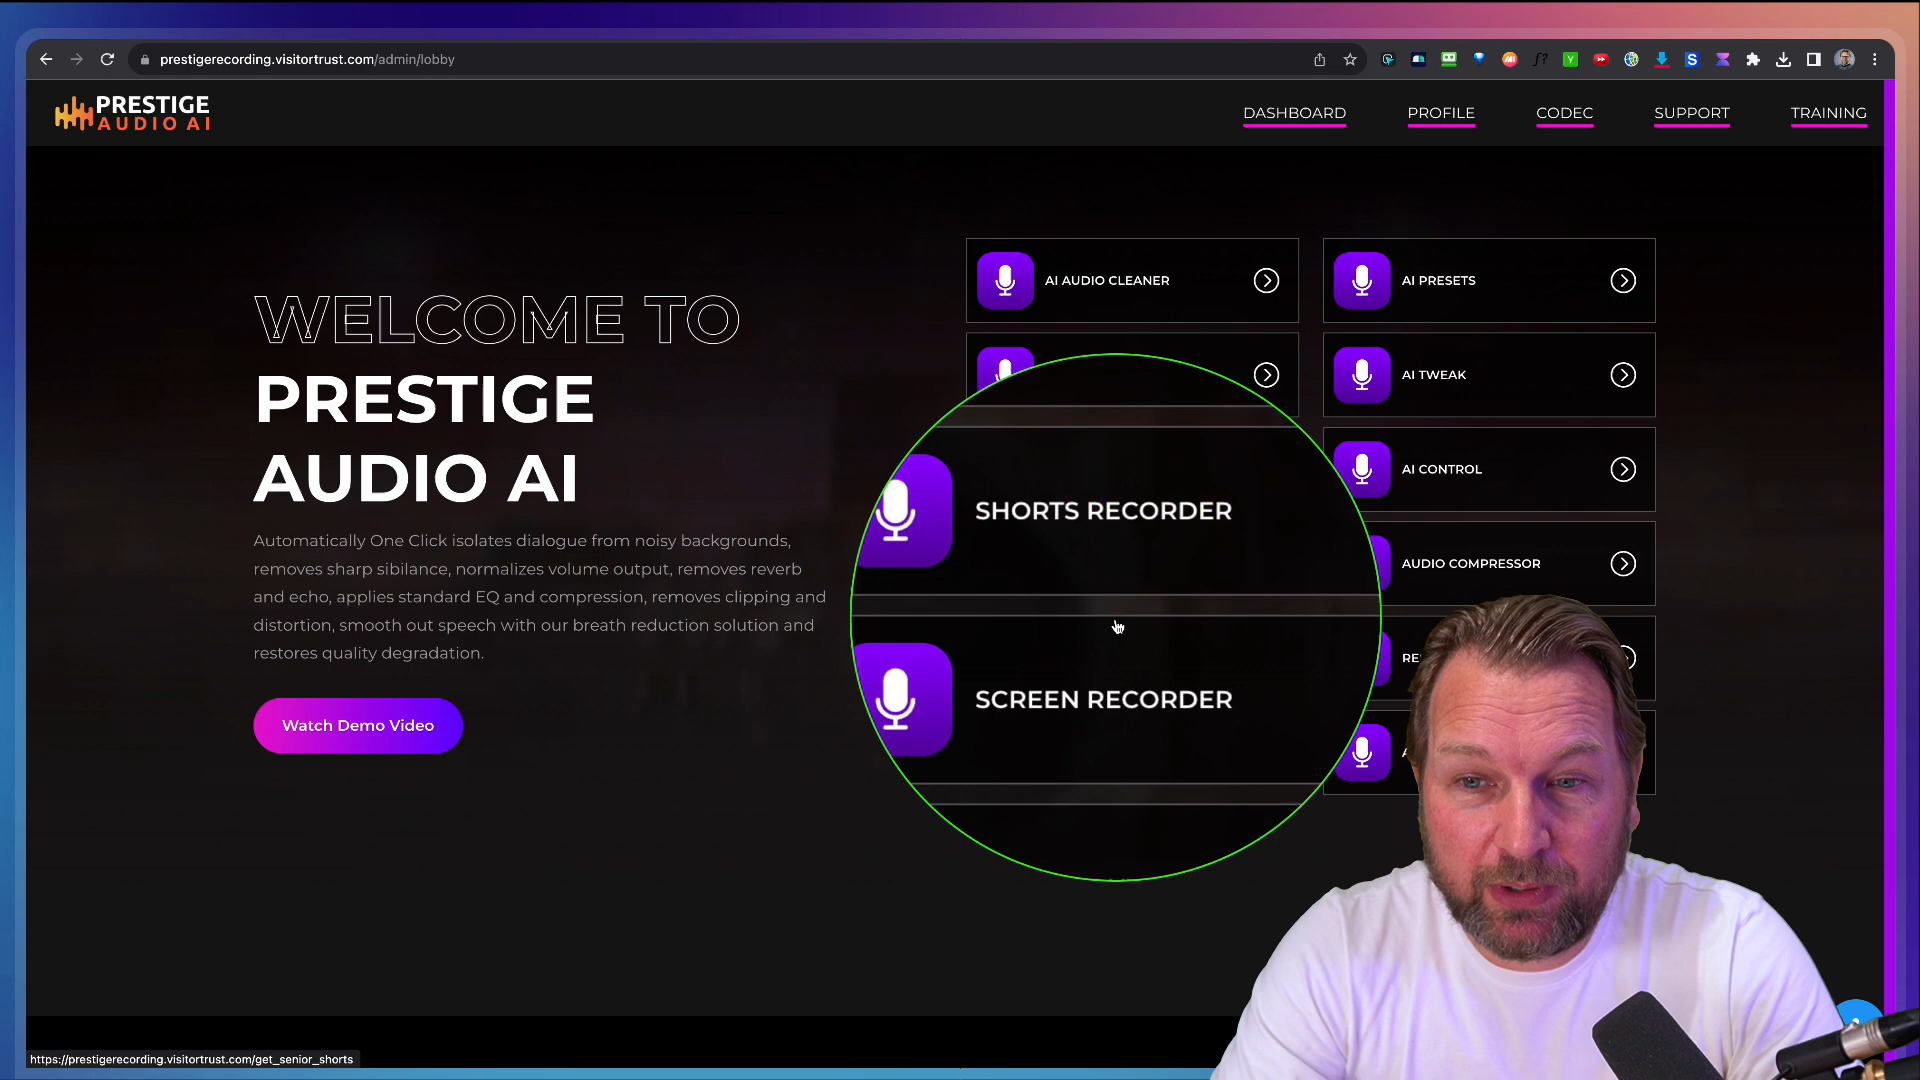 prestigerecording.visitortrust.com/admin/lobby
PRESTIGE
AUDIO AI
DASHBOARD
PROFILE
CODEC
SUPPORT
TRAINING
WELCOME TO
PRESTIGE
AUDIO AI
Automatically One Click isolates dialogue from noisy backgrounds,
removes sharp sibilance, normalizes volume output, removes reverb
and echo, applies standard EQ and compression, removes clipping and
distortion, smooth out speech with our breath reduction solution and
restores quality degradation.
Watch Demo Video
AI AUDIO CLEANER
AI PRESETS
AI TWEAK
SHORTS RECORDER
AI CONTROL
AUDIO COMPRESSOR
SCREEN RECORDER
https://prestigerecording.visitortrust.com/get_senior_shorts